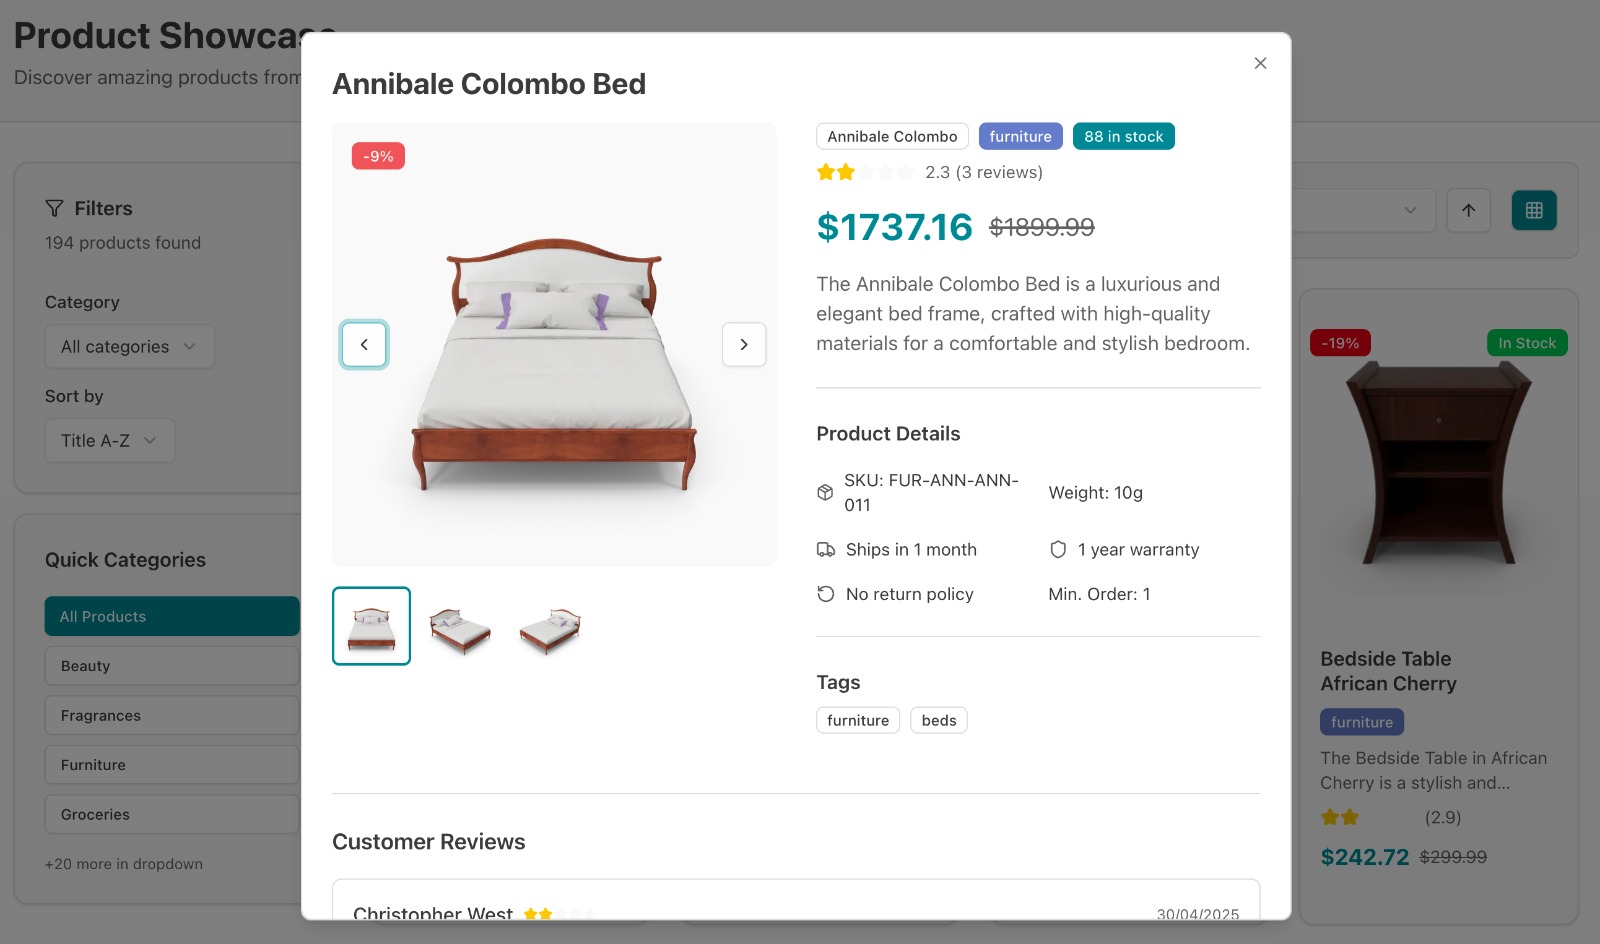 Product Showcase
Discover amazing products from
Filters
194 products found
Category
All categories
Sort by
Title A-Z
Quick Categories
All Products
Beauty
Fragrances
Furniture
Groceries
+20 more in dropdown
Annibale Colombo Bed
-9%
Annibale Colombo
furniture
88 in stock
2.3 (3 reviews)
$1737.16 $1899.99
The Annibale Colombo Bed is a luxurious and
elegant bed frame, crafted with high-quality
materials for a comfortable and stylish bedroom.
Product Details
SKU: FUR-ANN-ANN-
011
Weight: 10g
Ships in 1 month
1 year warranty
No return policy
Min. Order: 1
Tags
furniture
beds
Customer Reviews
Christopher West
30/04/2025
-19%
In Stock
Bedside Table
African Cherry
furniture
The Bedside Table in African
Cherry is a stylish and...
(2.9)
$242.72 $299.99